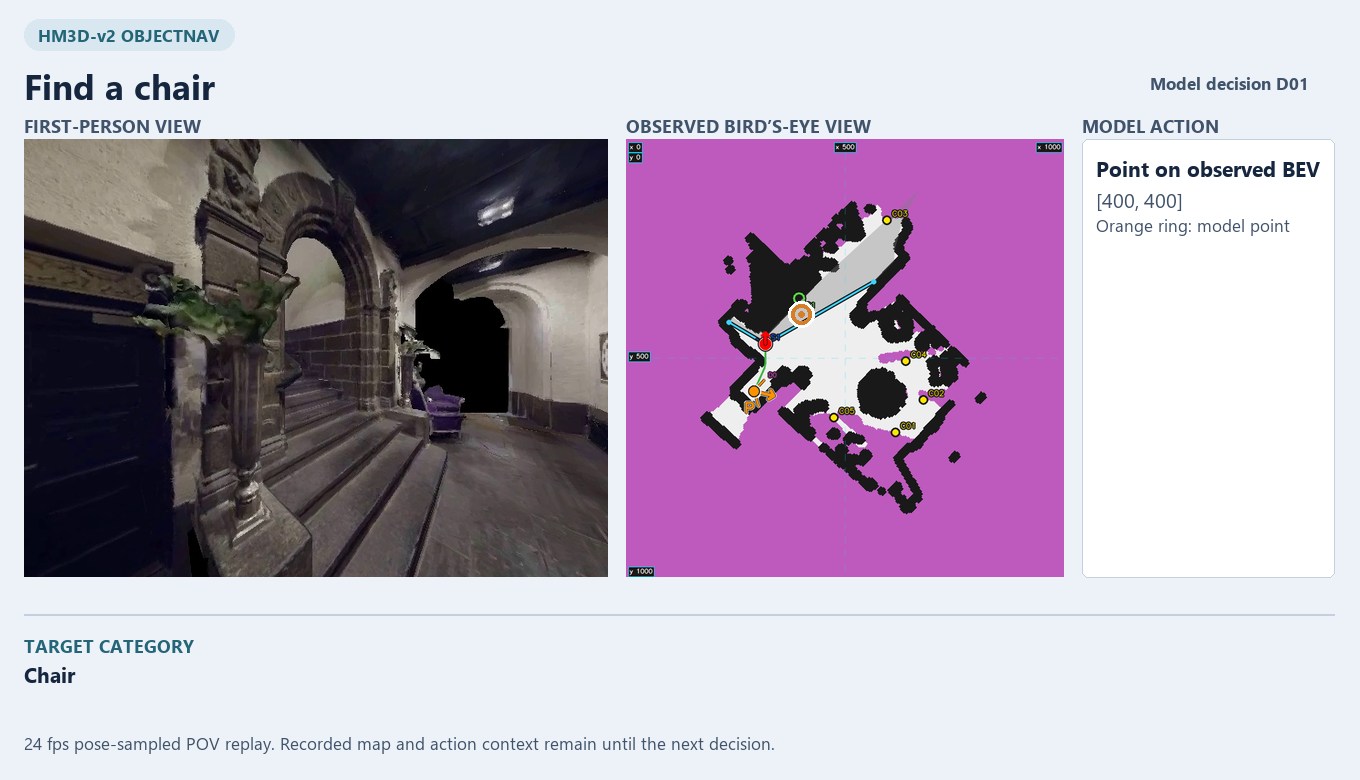 HM3D-v2 OBJECTNAV
Find a chair
Model decision D01
FIRST-PERSON VIEW
OBSERVED BIRD'S-EYE VIEW
MODEL ACTION
x 0
y 0
x 500
x 1000
y 500
y 1000
C03
C04
C02
C05
C01
Point on observed BEV
[400, 400]
Orange ring: model point
TARGET CATEGORY
Chair
24 fps pose-sampled POV replay. Recorded map and action context remain until the next decision.